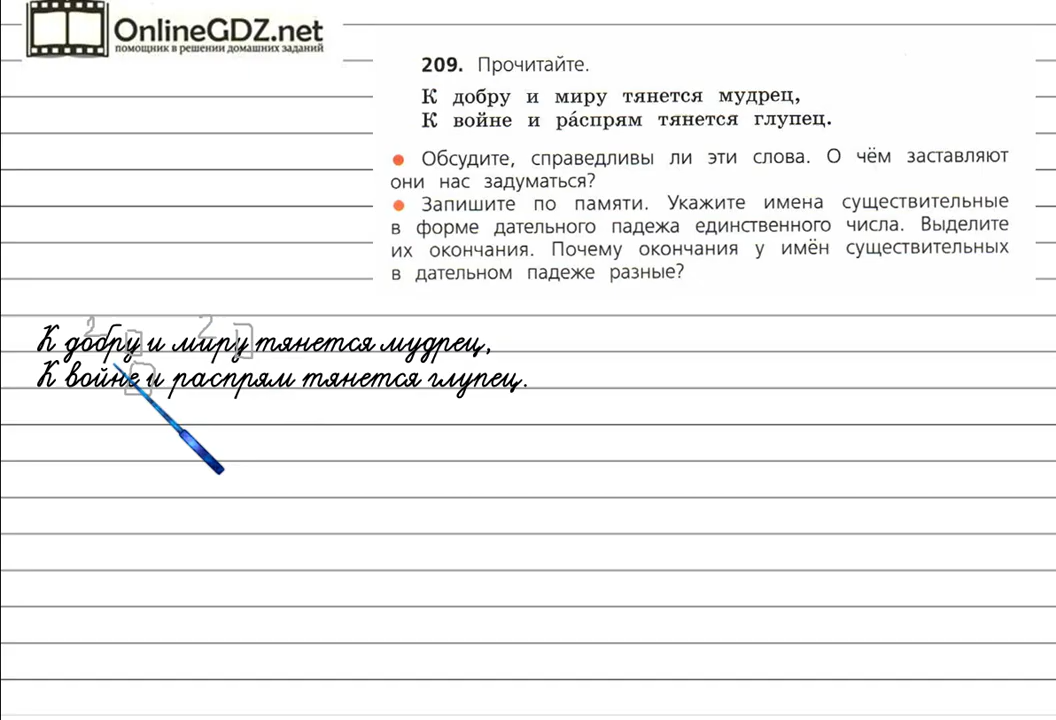 OnlineGDZ.net
помощник в решении домашних заданий
209. Прочитайте.
К добру и миру тянется мудрец,
К войне и ра́спрям тянется глупец.
● Обсудите, справедливы ли эти слова. О чём заставляют
они нас задуматься?
● Запишите по памяти. Укажите имена существительные
в форме дательного падежа единственного числа. Выделите
их окончания. Почему окончания у имён существительных
в дательном падеже разные?
2 2
К добру и миру тянется мудрец,
К войне и распрям тянется глупец.